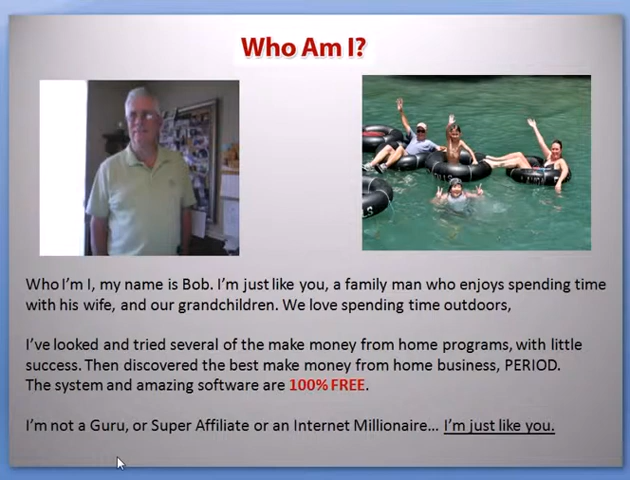 Who Am I?
Who I'm I, my name is Bob. I'm just like you, a family man who enjoys spending time
with his wife, and our grandchildren. We love spending time outdoors,
I've looked and tried several of the make money from home programs, with little
success. Then discovered the best make money from home business, PERIOD.
The system and amazing software are 100% FREE.
I'm not a Guru, or Super Affiliate or an Internet Millionaire... I'm just like you.